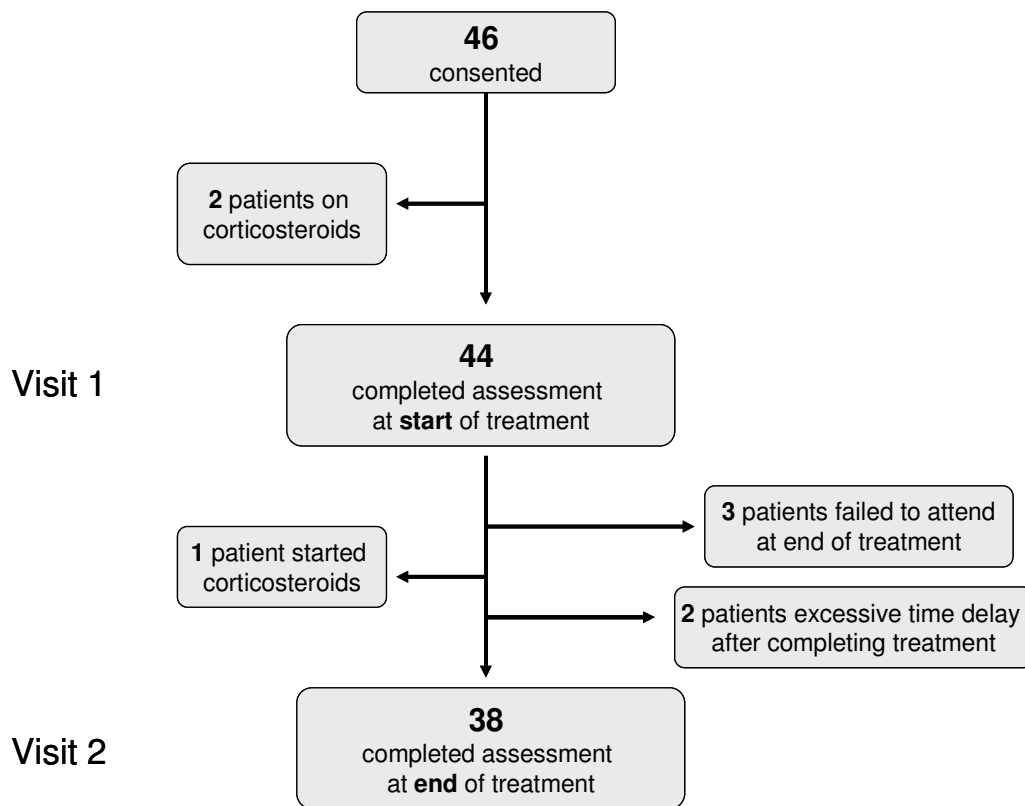 46
consented
2 patients on
corticosteroids
Visit 1
44
completed assessment
at start of treatment
3 patients failed to attend
at end of treatment
1 patient started
corticosteroids
2 patients excessive time delay
after completing treatment
Visit 2
38
completed assessment
at end of treatment